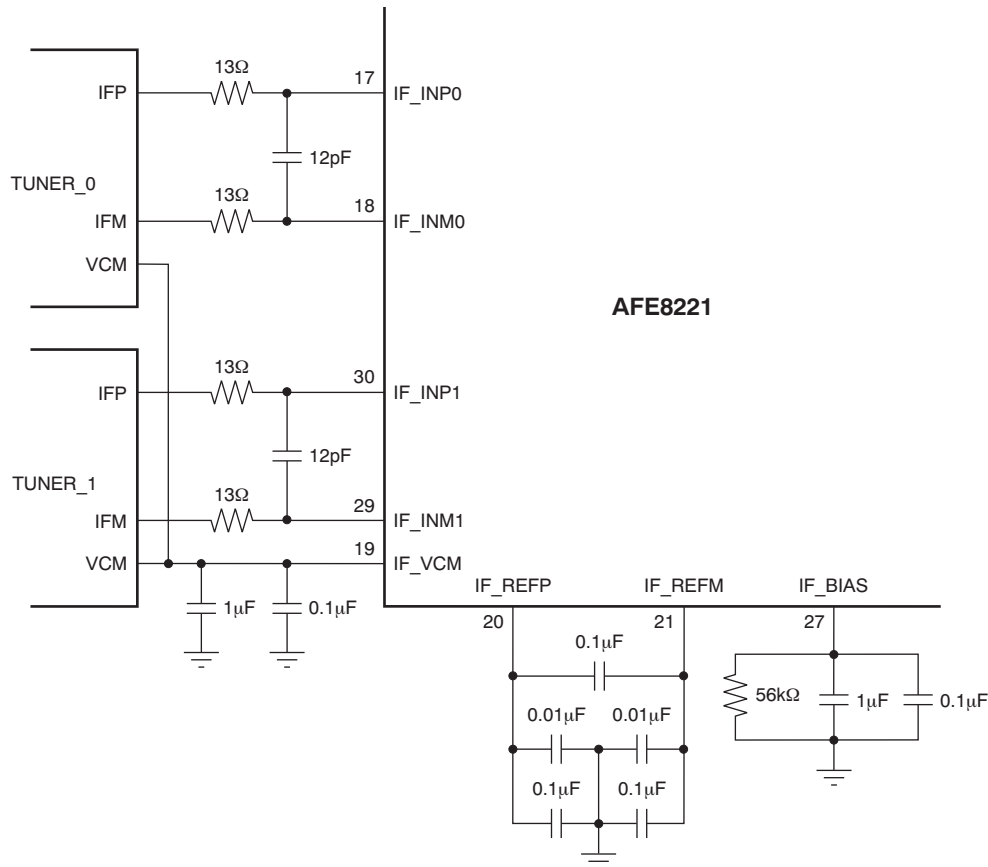 13Ω
17
IFP
IF_INP0
12pF
TUNER_0
13Ω
18
IFM
IF_INM0
VCM
AFE8221
13Ω
30
IFP
IF_INP1
12pF
TUNER_1
13Ω
29
IFM
IF_INM1
19
VCM
IF_VCM
1μF
0.1μF
IF_REFP
IF_REFM
IF_BIAS
20
21
27
0.1μF
56kΩ
1μF
0.1μF
0.01μF
0.01μF
0.1μF
0.1μF